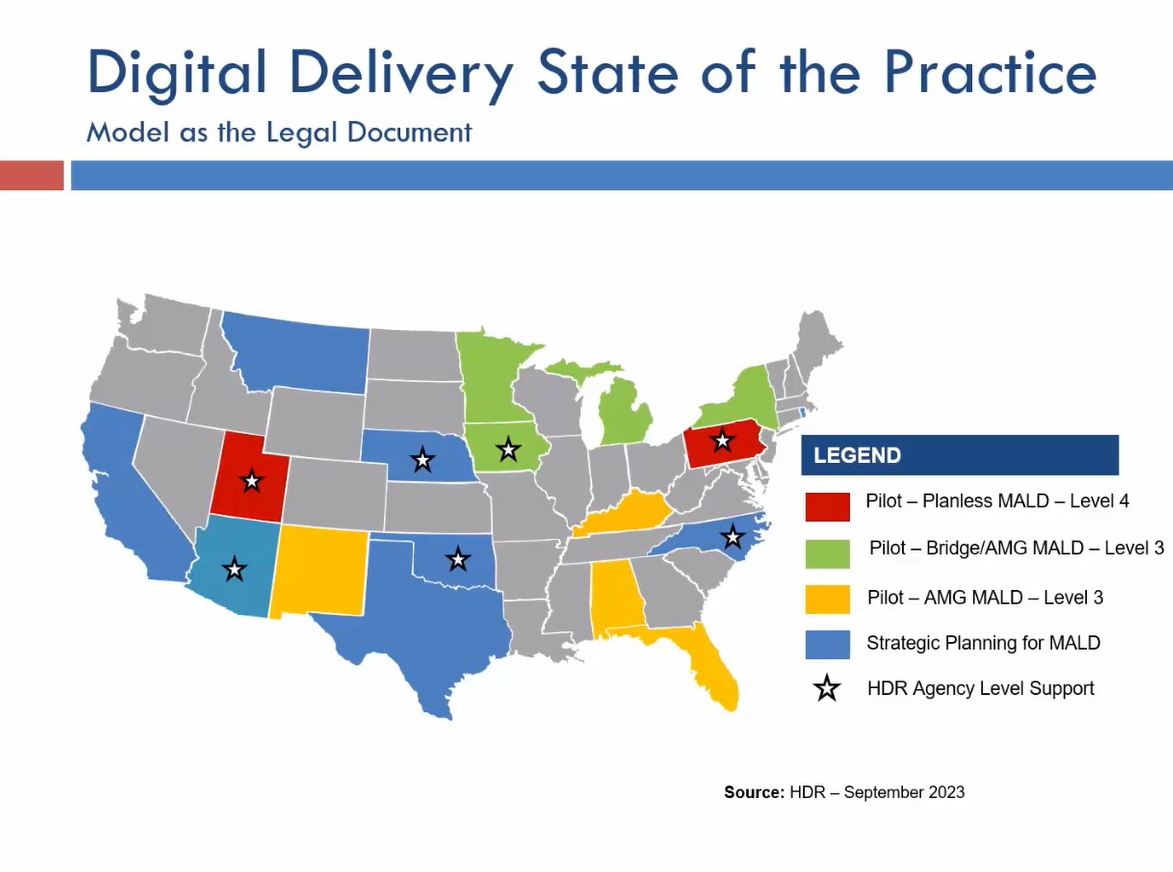 Digital Delivery State of the Practice
Model as the Legal Document
LEGEND
Pilot – Planless MALD – Level 4
Pilot – Bridge/AMG MALD – Level 3
Pilot – AMG MALD – Level 3
Strategic Planning for MALD
HDR Agency Level Support
Source: HDR – September 2023